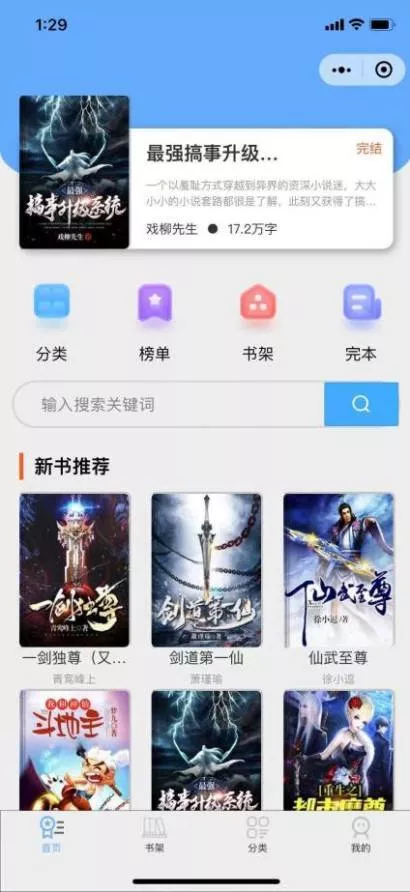 1:29
最强
搞事升级系统
戏柳先生
最强搞事升级...
完结
一个以羞耻方式穿越到异界的资深小说迷，大大
小小的小说套路都很是了解，此刻又获得了搞...
戏柳先生 ● 17.2万字
分类
榜单
书架
完本
输入搜索关键词
新书推荐
一剑独尊
青鸾峰上 著
剑道第一仙
萧瑾瑜 著
仙武至尊
徐小逗/著
一剑独尊（又...
剑道第一仙
仙武至尊
青鸾峰上
萧瑾瑜
徐小逗
斗地主
最强
搞事升级系统
[重生之]
都市魔尊
首页
书架
分类
我的